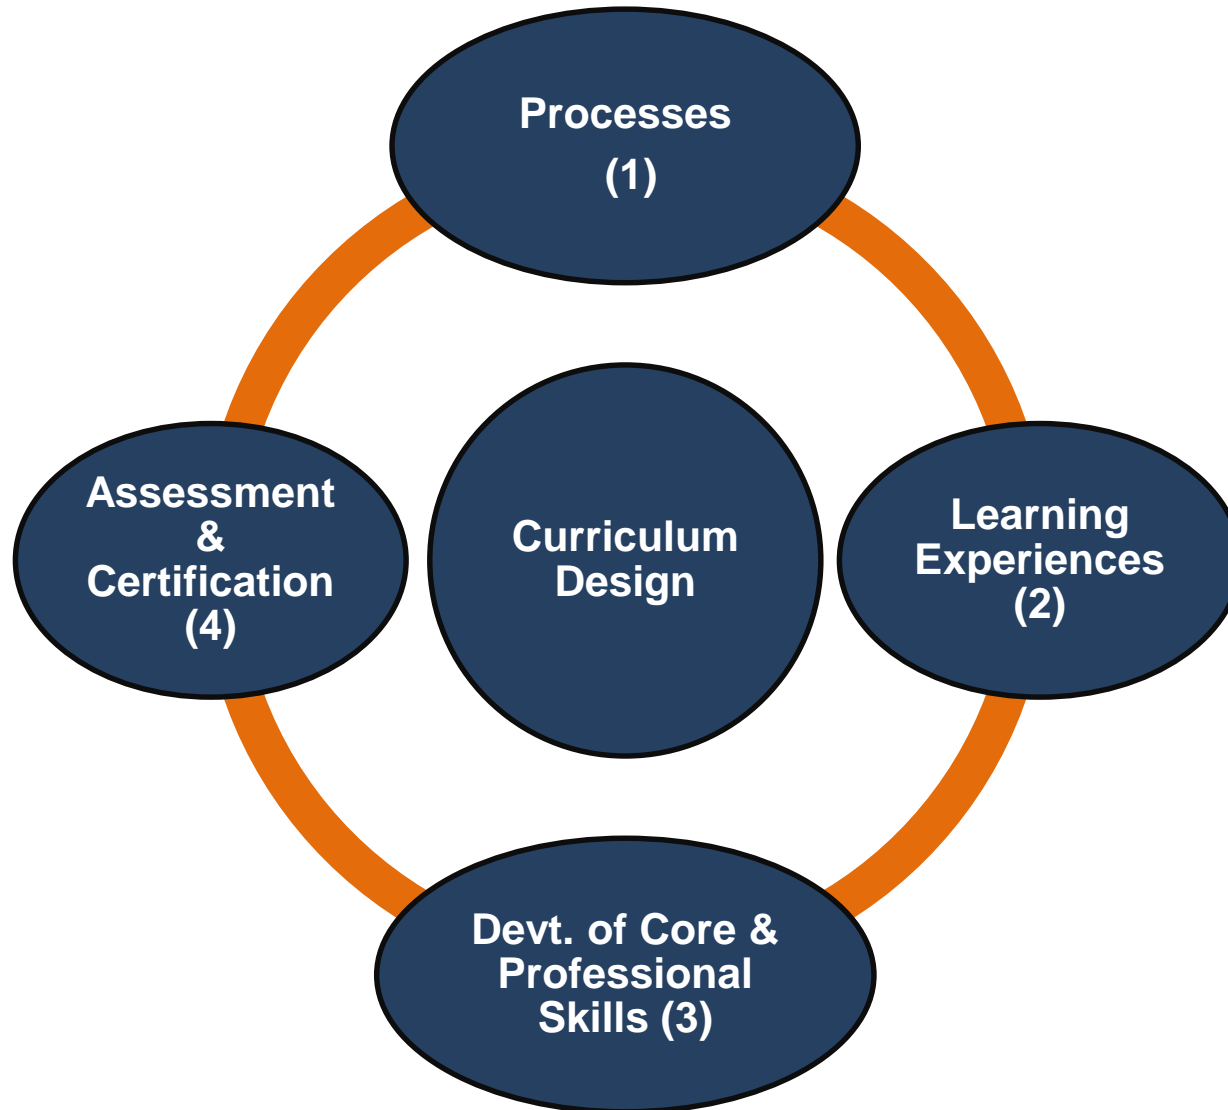 Processes
(1)
Assessment
&
Certification
(4)
Curriculum
Design
Learning
Experiences
(2)
Devt. of Core &
Professional
Skills (3)